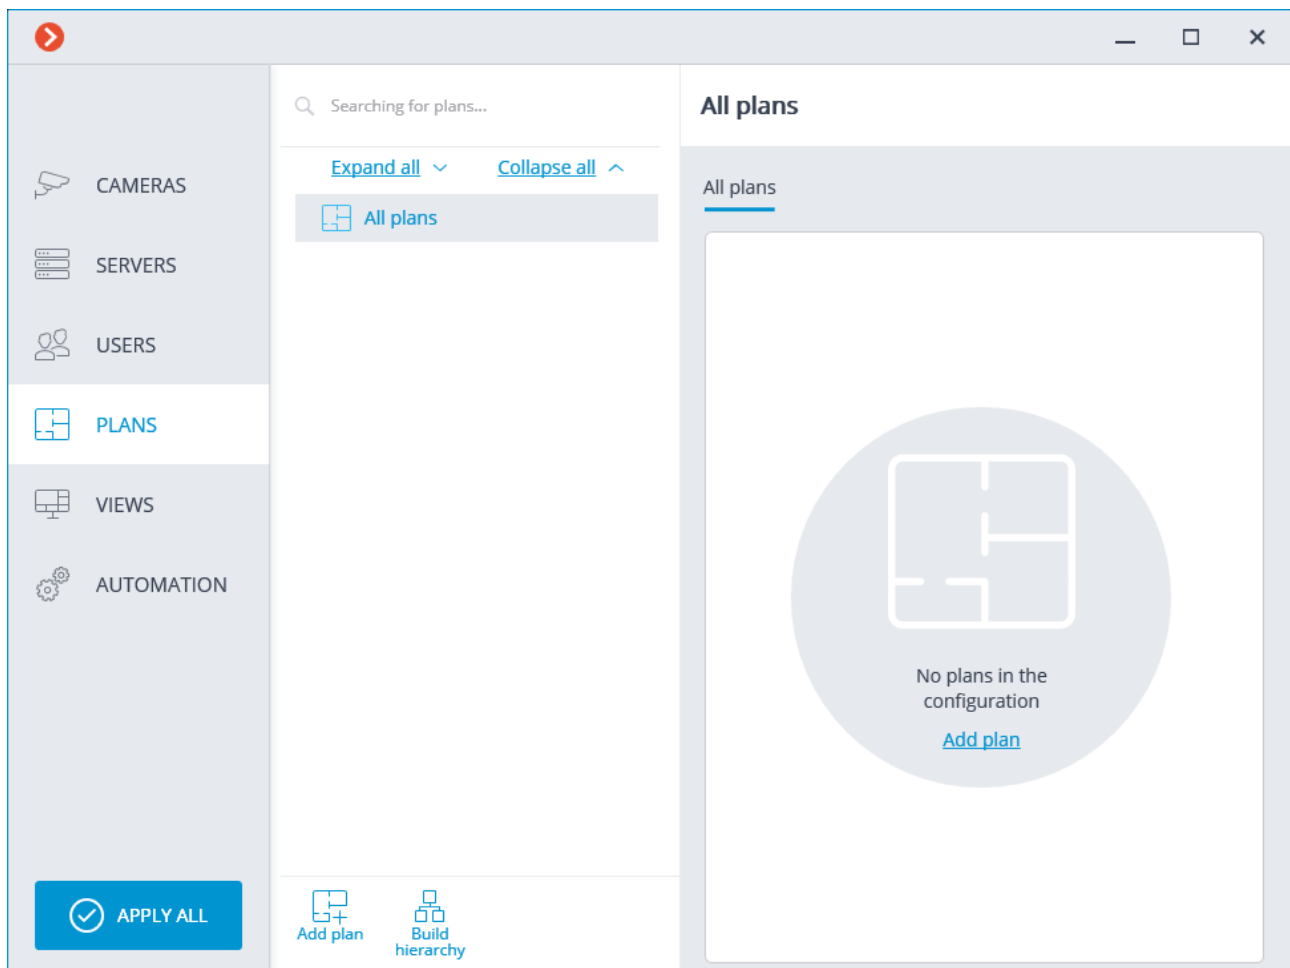 Searching for plans...
All plans
Expand all
Collapse all
All plans
All plans
CAMERAS
SERVERS
USERS
PLANS
VIEWS
AUTOMATION
No plans in the
configuration
Add plan
APPLY ALL
Add plan
Build
hierarchy